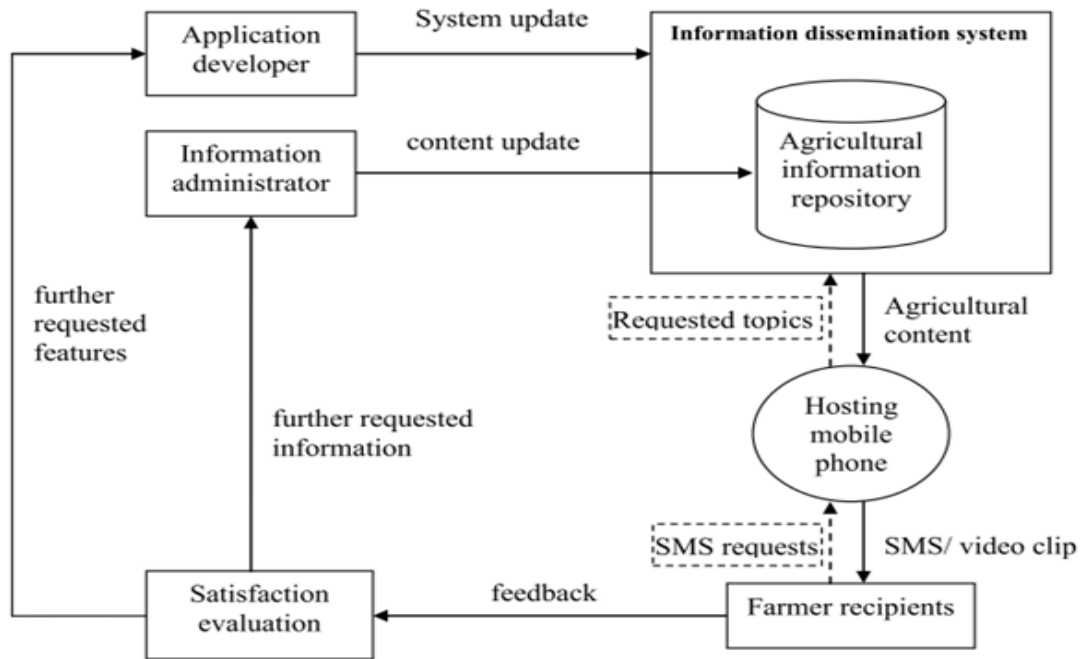 System update
Application
developer
Information dissemination system
Information
administrator
content update
Agricultural
information
repository
further
requested
features
Requested topics
Agricultural
content
further requested
information
Hosting
mobile
phone
SMS requests
SMS/ video clip
Satisfaction
evaluation
feedback
Farmer recipients